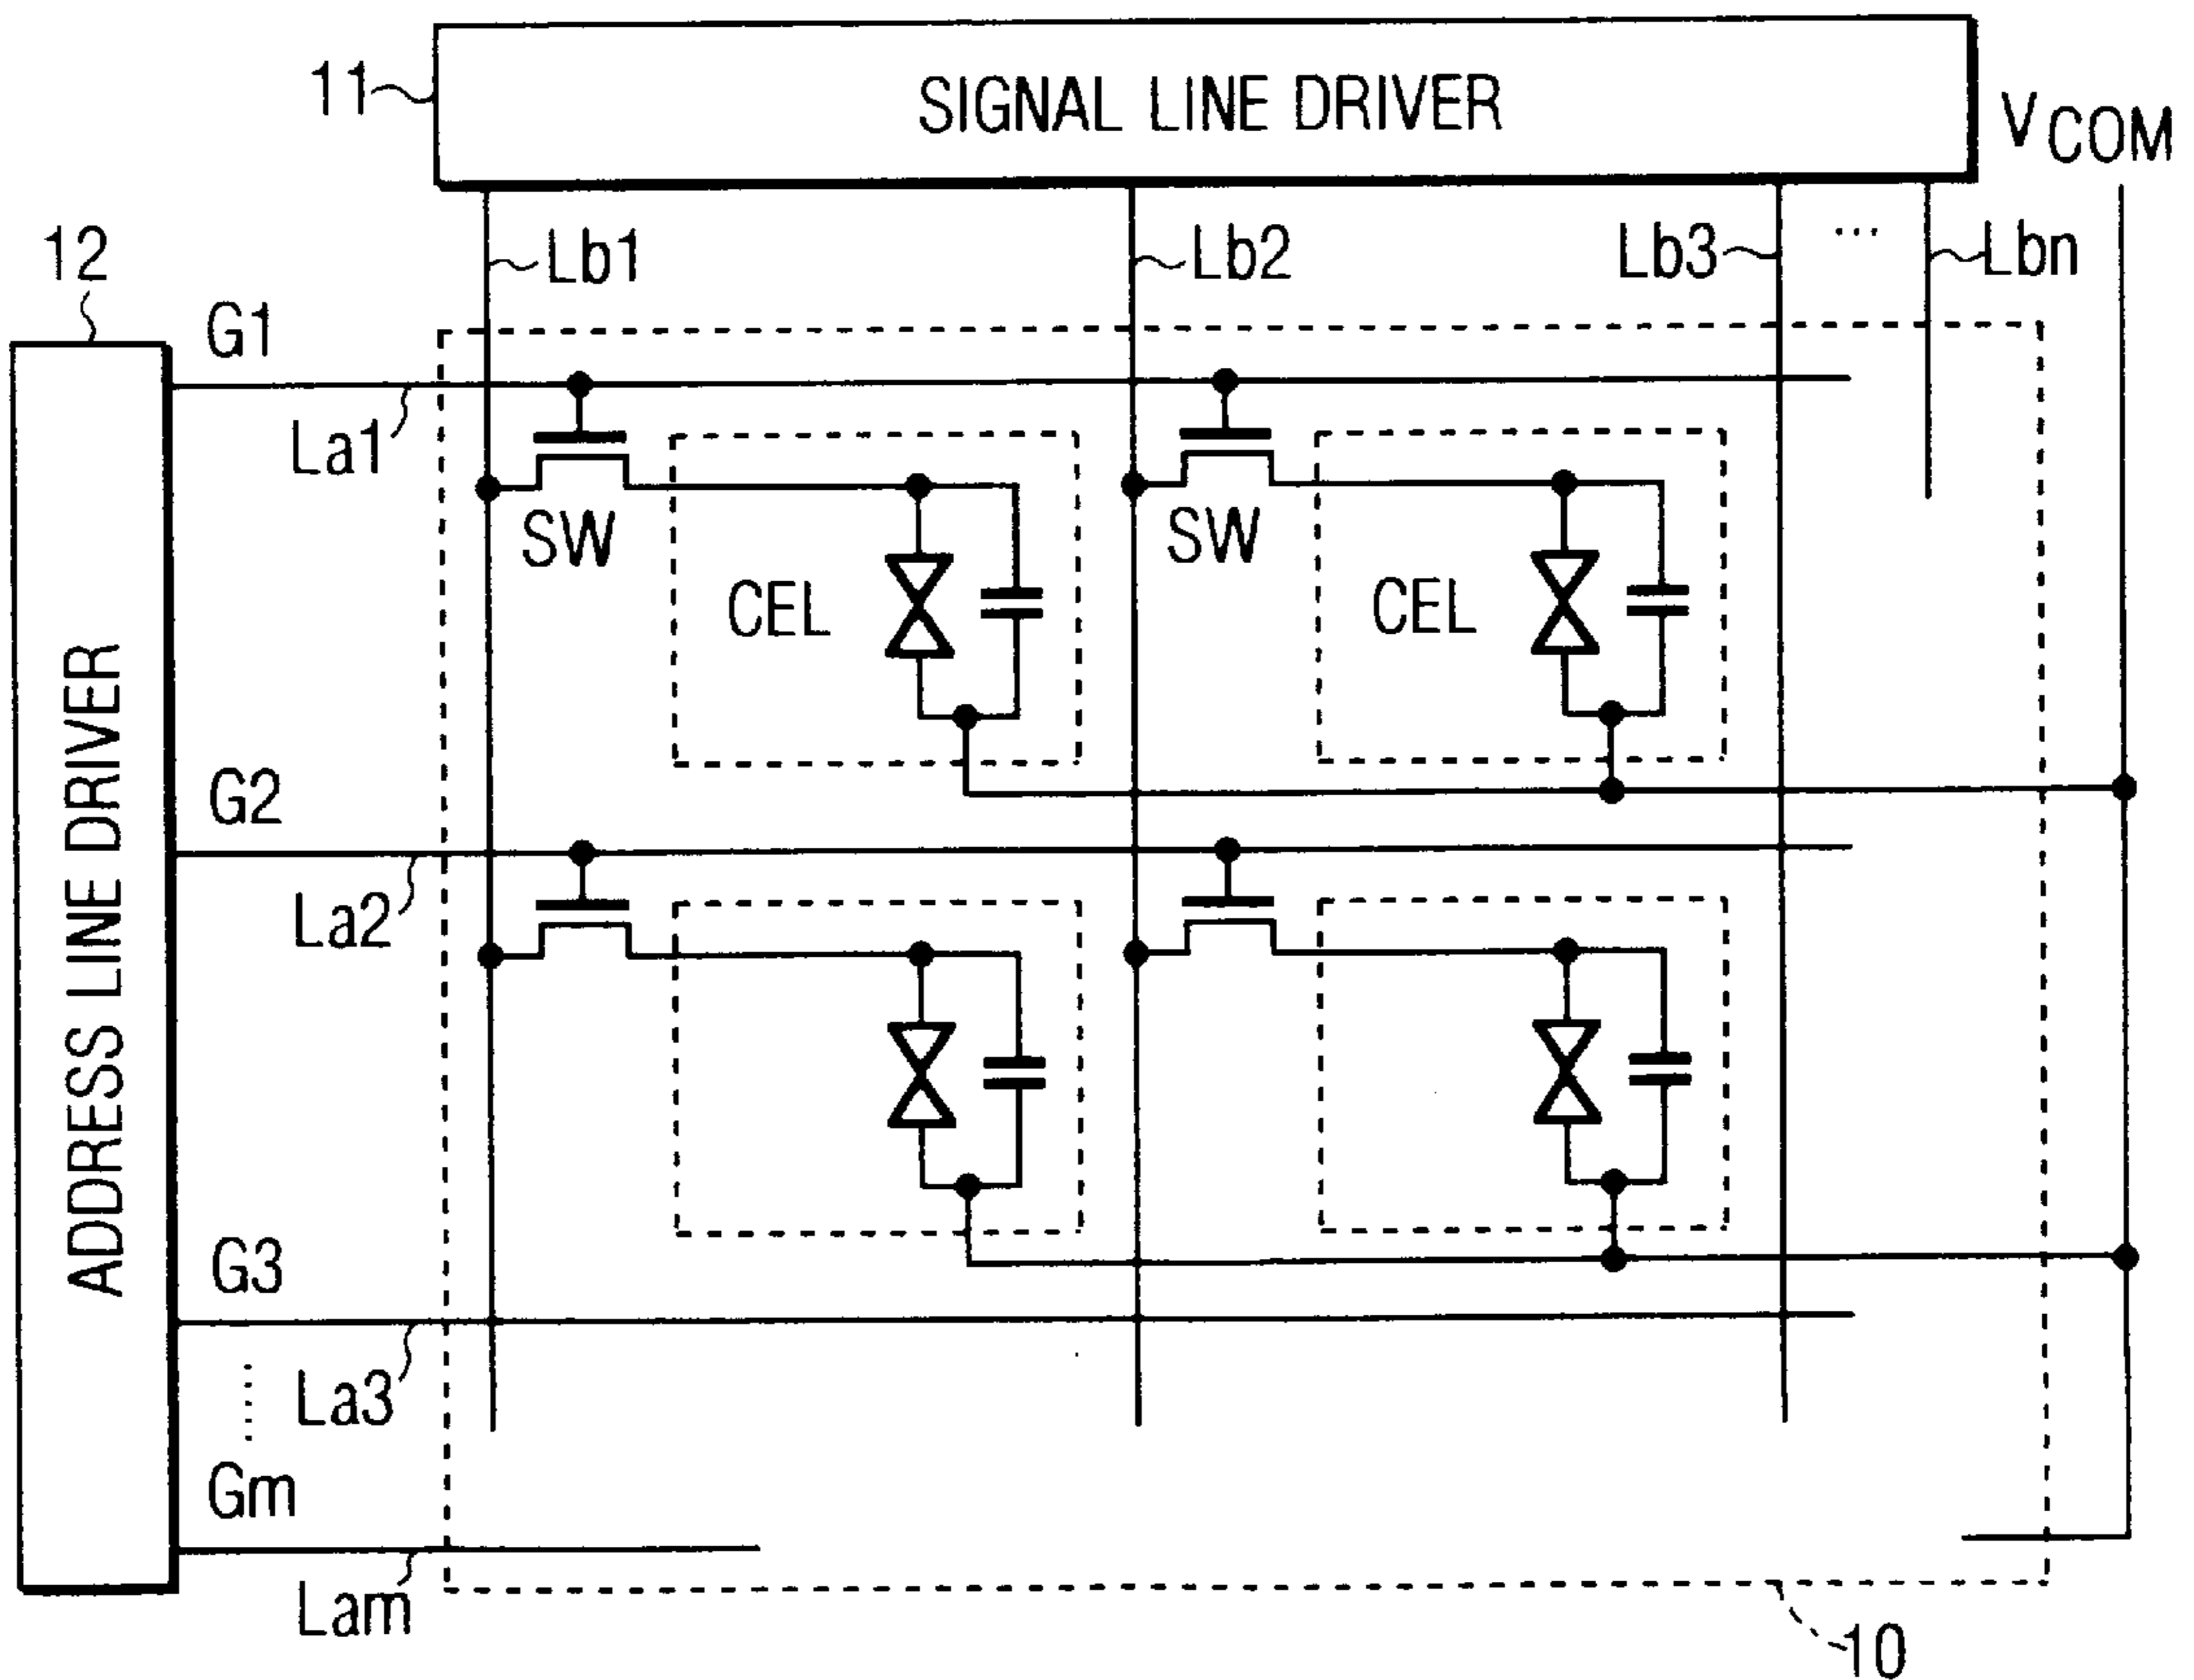 11
SIGNAL LINE DRIVER
VCOM
12
Lb1
Lb2
Lb3
...
Lbn
G1
La1
SW
SW
CEL
CEL
ADDRESS LINE DRIVER
G2
La2
G3
La3
Gm
Lam
10